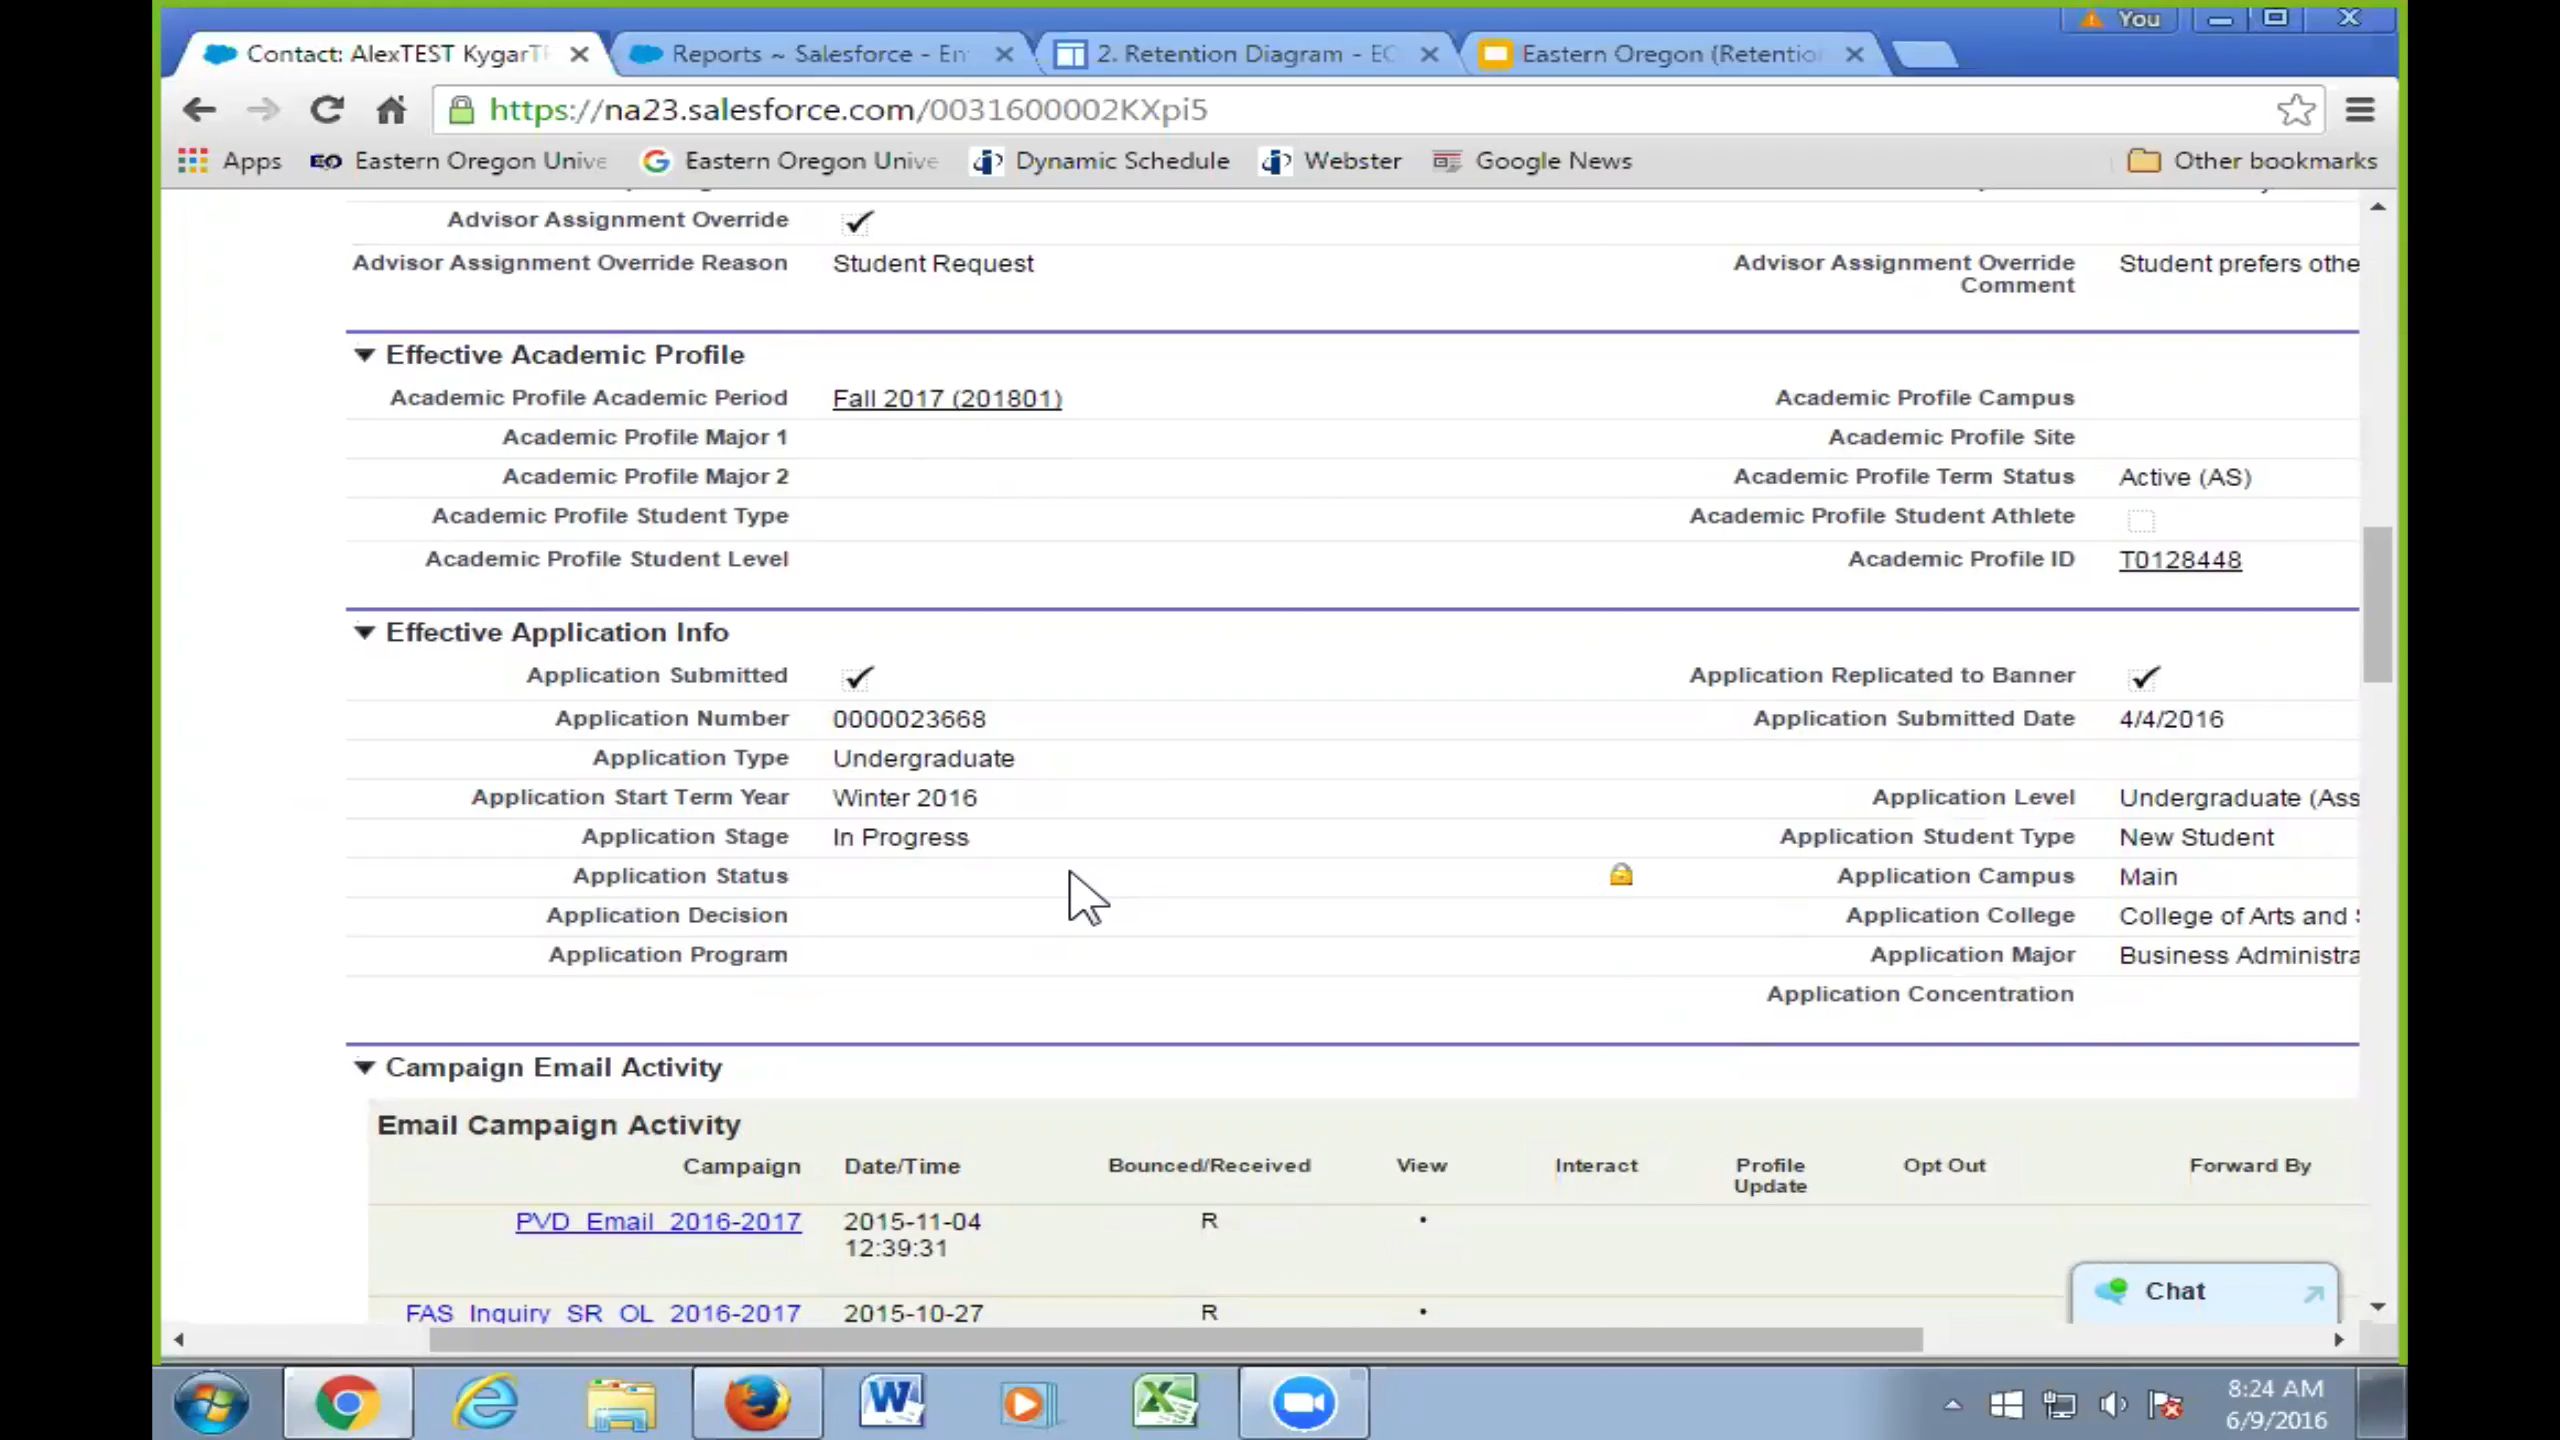 You
Contact: AlexTEST KygarT
Reports ~ Salesforce - En
2. Retention Diagram - EO
Eastern Oregon (Retentio
https://na23.salesforce.com/0031600002KXpi5
Apps
EO
Eastern Oregon Unive
Eastern Oregon Unive
Dynamic Schedule
Webster
Google News
Other bookmarks
Advisor Assignment Override
Advisor Assignment Override Reason Student Request
Advisor Assignment Override Comment Student prefers othe
Effective Academic Profile
Academic Profile Academic Period Fall 2017 (201801)
Academic Profile Campus
Academic Profile Major 1
Academic Profile Site
Academic Profile Major 2
Academic Profile Term Status Active (AS)
Academic Profile Student Type
Academic Profile Student Athlete
Academic Profile Student Level
Academic Profile ID T0128448
Effective Application Info
Application Submitted
Application Replicated to Banner
Application Number 0000023668
Application Submitted Date 4/4/2016
Application Type Undergraduate
Application Start Term Year Winter 2016
Application Level Undergraduate (Ass
Application Stage In Progress
Application Student Type New Student
Application Status
Application Campus Main
Application Decision
Application College College of Arts and
Application Program
Application Major Business Administra
Application Concentration
Campaign Email Activity
Email Campaign Activity
Campaign Date/Time Bounced/Received View Interact Profile Update Opt Out Forward By
PVD_Email_2016-2017 2015-11-04 12:39:31 R
FAS_Inquiry_SR_OL_2016-2017 2015-10-27 R
Chat
8:24 AM
6/9/2016